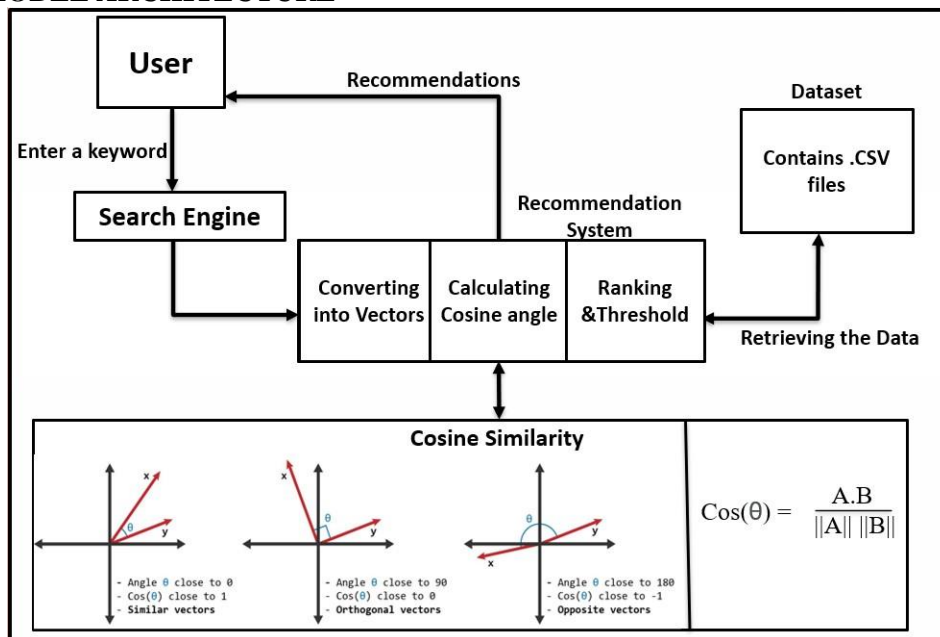 User
Recommendations
Dataset
Enter a keyword
Contains .CSV
files
Search Engine
Recommendation
System
Converting
into Vectors
Calculating
Cosine angle
Ranking
&Threshold
Retrieving the Data
Cosine Similarity
x
θ
y
- Angle θ close to 0
- Cos(θ) close to 1
- Similar vectors
x
θ
y
- Angle θ close to 90
- Cos(θ) close to 0
- Orthogonal vectors
θ
y
x
- Angle θ close to 180
- Cos(θ) close to -1
- Opposite vectors
Cos(θ) = A.B
||A|| ||B||